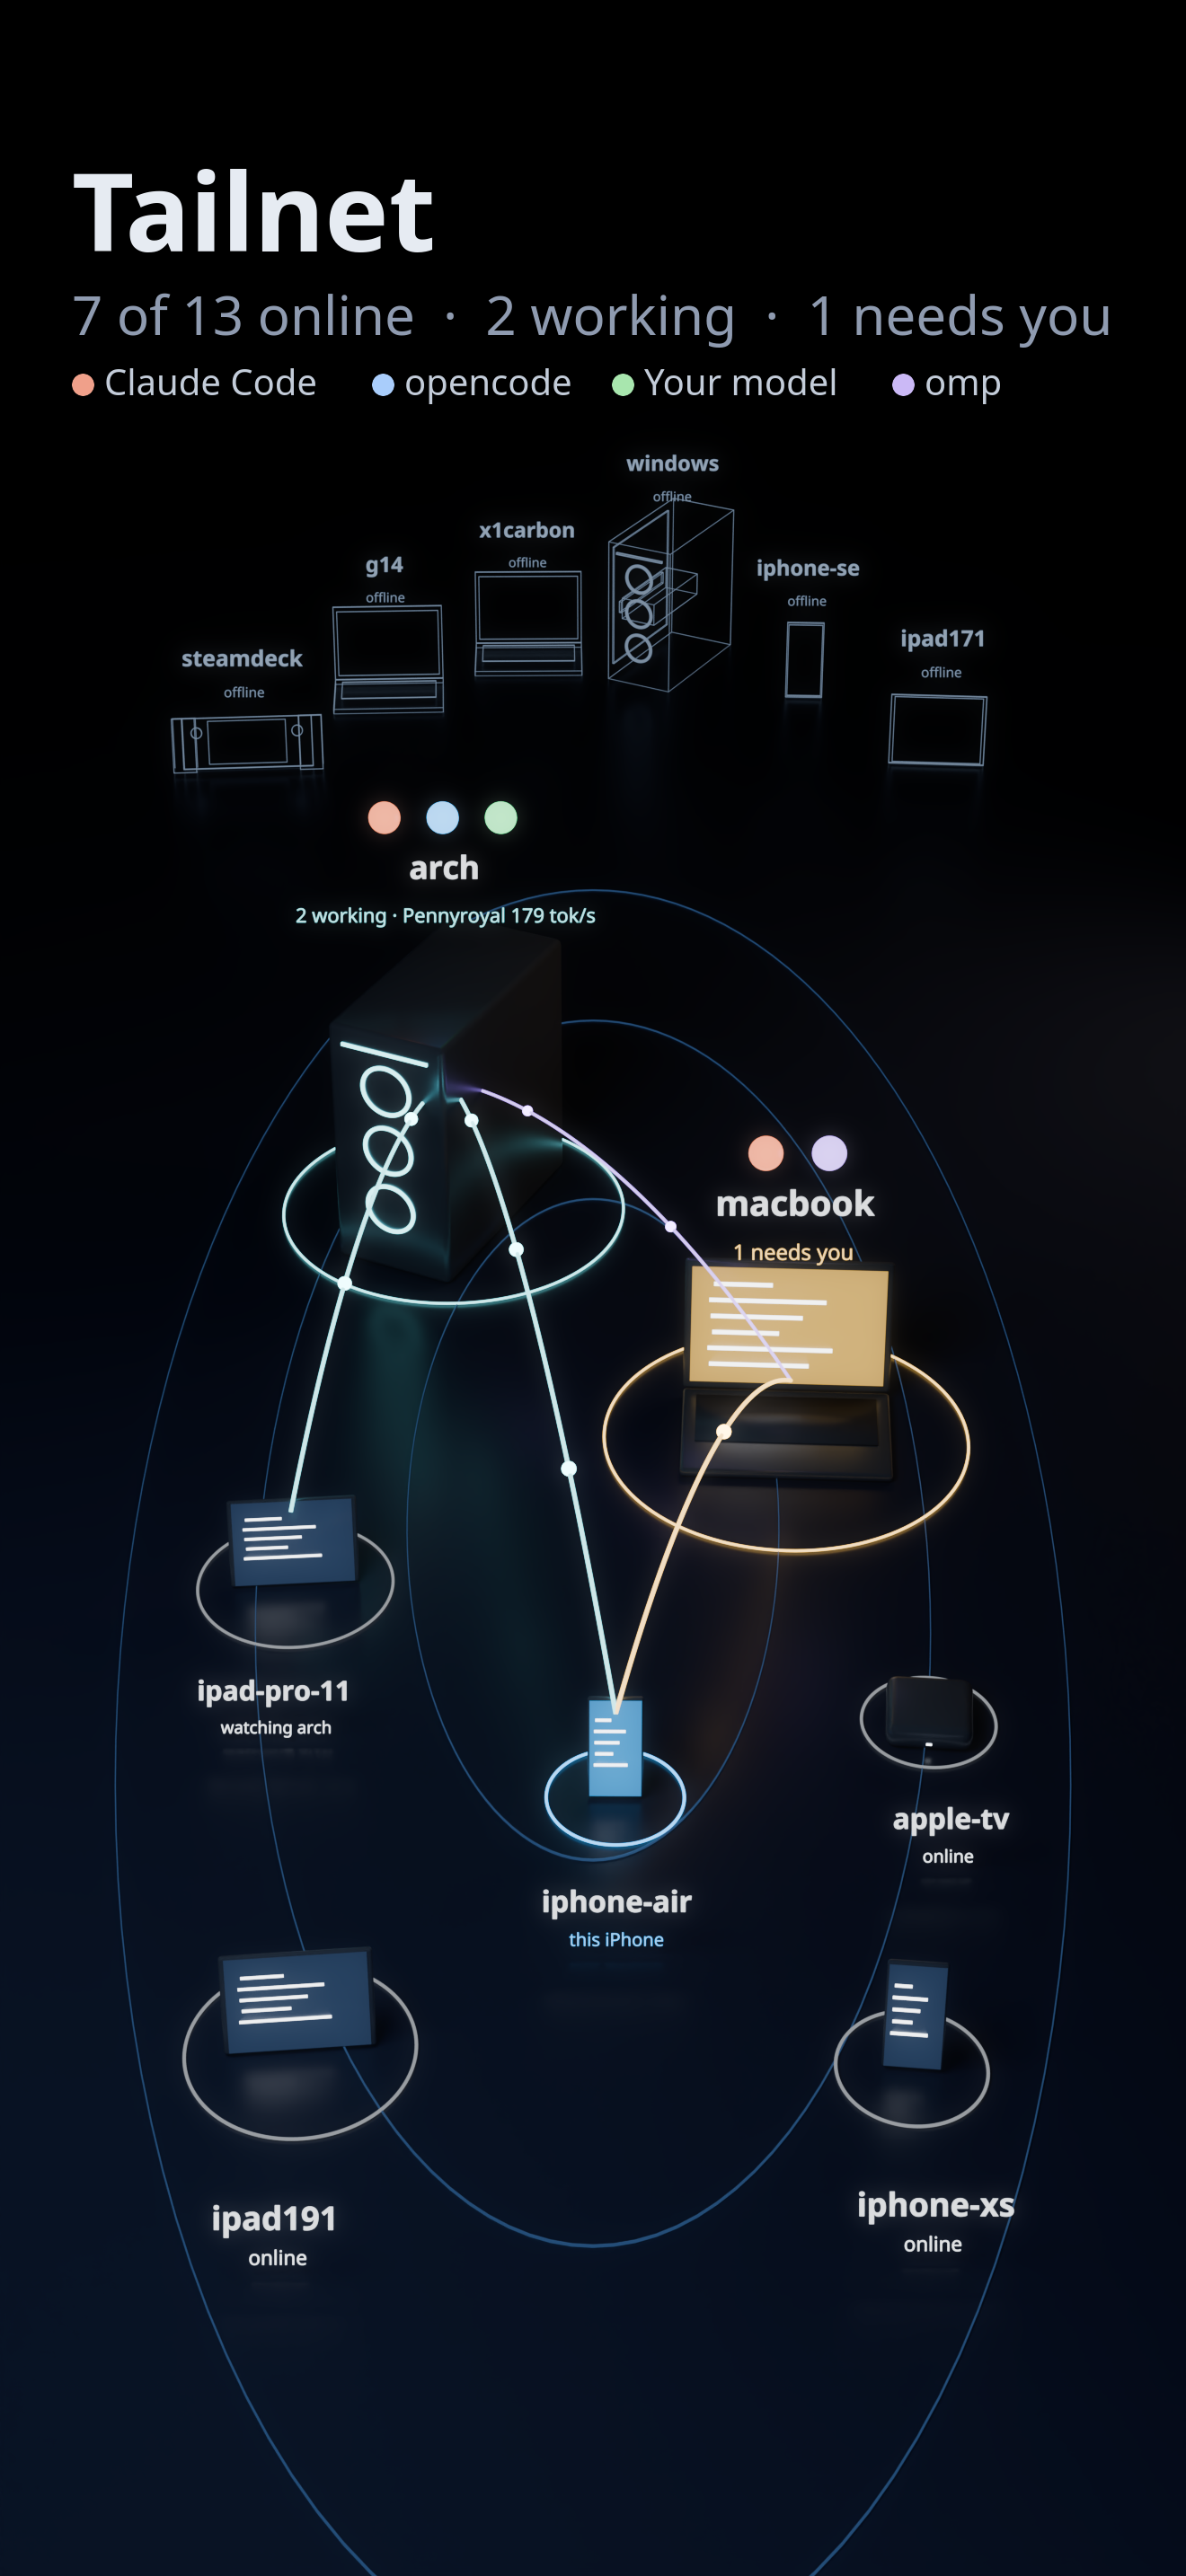 Tailnet
7 of 13 online · 2 working · 1 needs you
Claude Code opencode Your model omp
windows
offline
x1carbon
offline
g14
offline
iphone-se
offline
ipad171
offline
steamdeck
offline
arch
2 working · Pennyroyal 179 tok/s
macbook
1 needs you
ipad-pro-11
watching arch
apple-tv
online
iphone-air
this iPhone
ipad191
online
iphone-xs
online